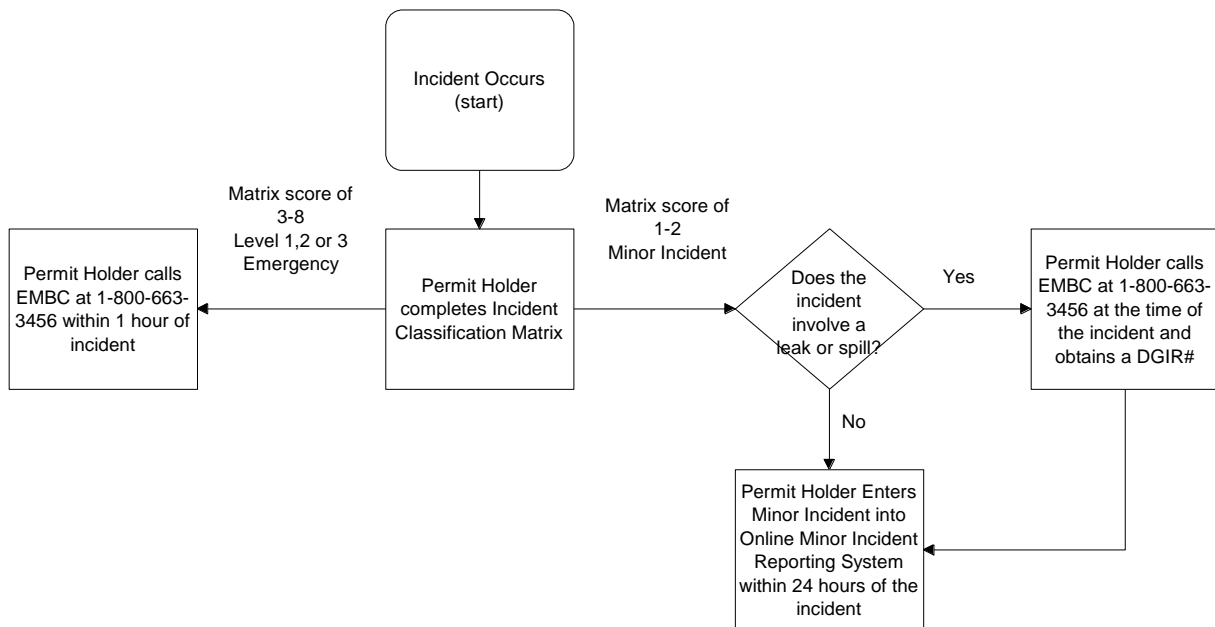 Incident Occurs
(start)
Matrix score of
3-8
Level 1,2 or 3
Emergency
Matrix score of
1-2
Minor Incident
Permit Holder calls
EMBC at 1-800-663-
3456 within 1 hour of
incident
Permit Holder
completes Incident
Classification Matrix
Does the
incident
involve a
leak or spill?
Yes
Permit Holder calls
EMBC at 1-800-663-
3456 at the time of
the incident and
obtains a DGIR#
No
Permit Holder Enters
Minor Incident into
Online Minor Incident
Reporting System
within 24 hours of the
incident